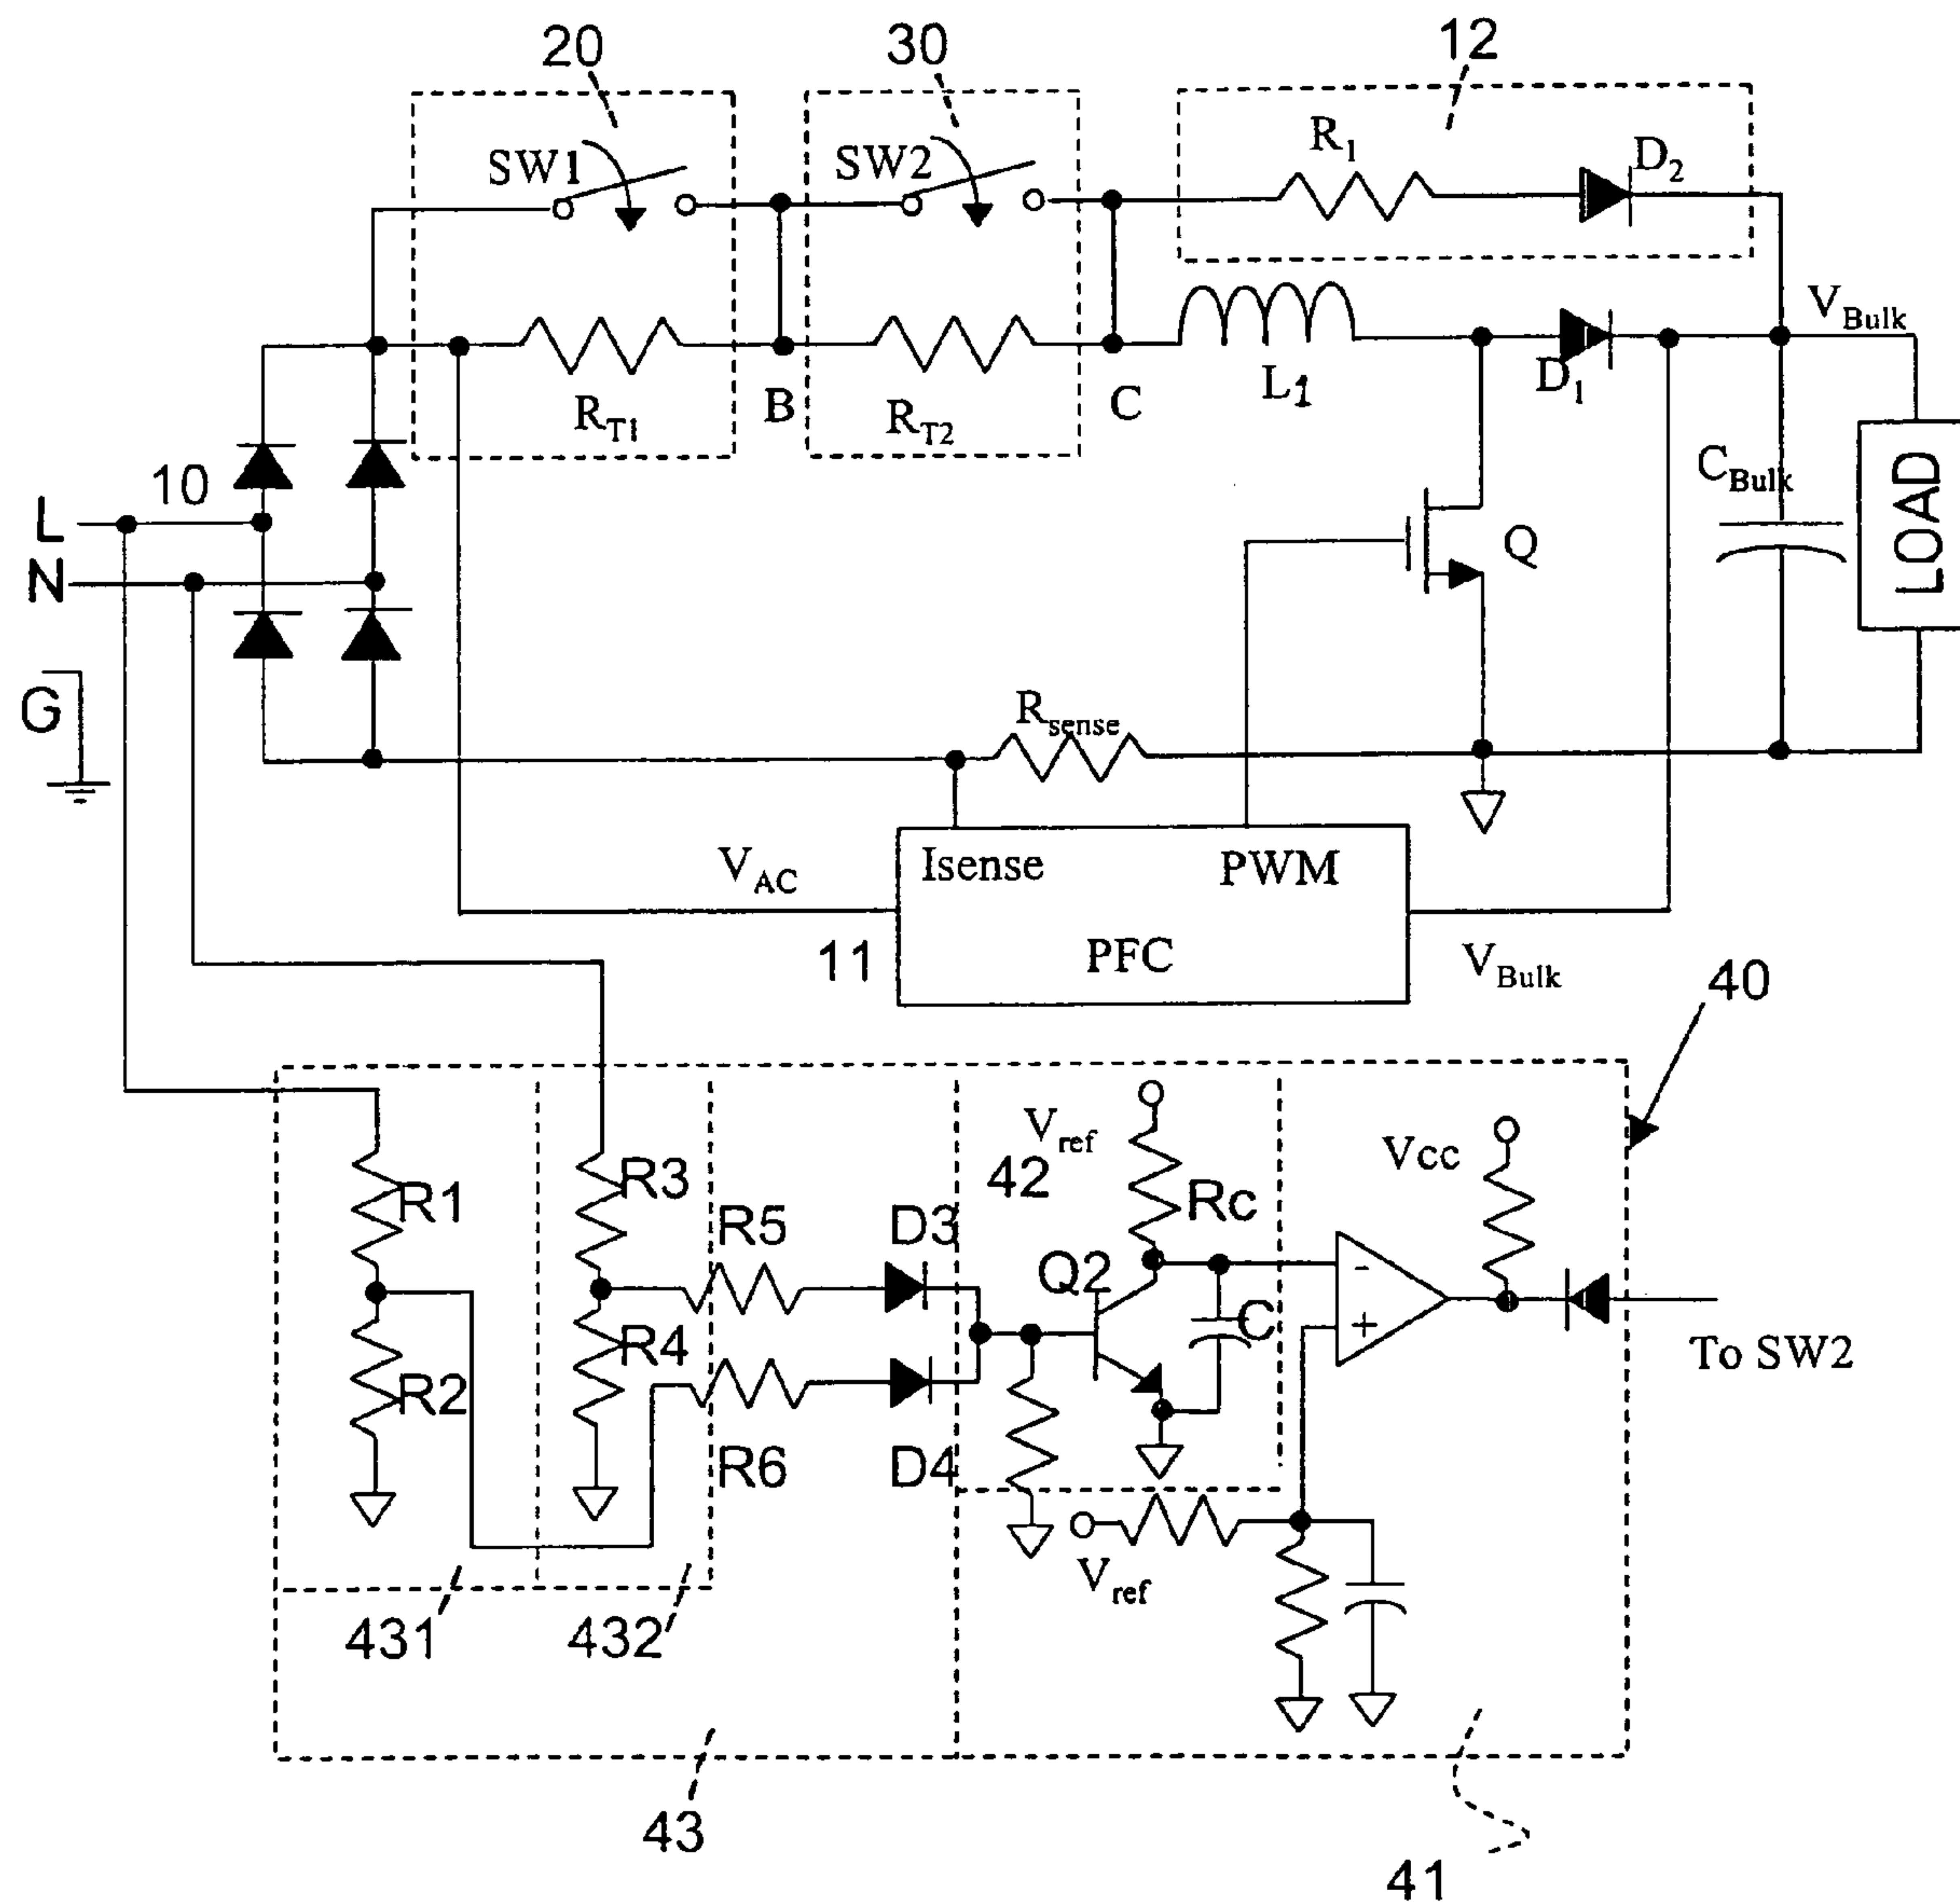 20
30
12
SW1
SW2
R1
D2
VBulk
RT1
B
RT2
C
L1
D1
10
L
N
G
CBulk
LOAD
Q
Rsense
Isense
PWM
VAC
PFC
11
VBulk
40
Vref
42
Vcc
R1
R3
Rc
R5
D3
Q2
-
C
+
R4
R2
To SW2
R6
D4
Vref
431
432
43
41